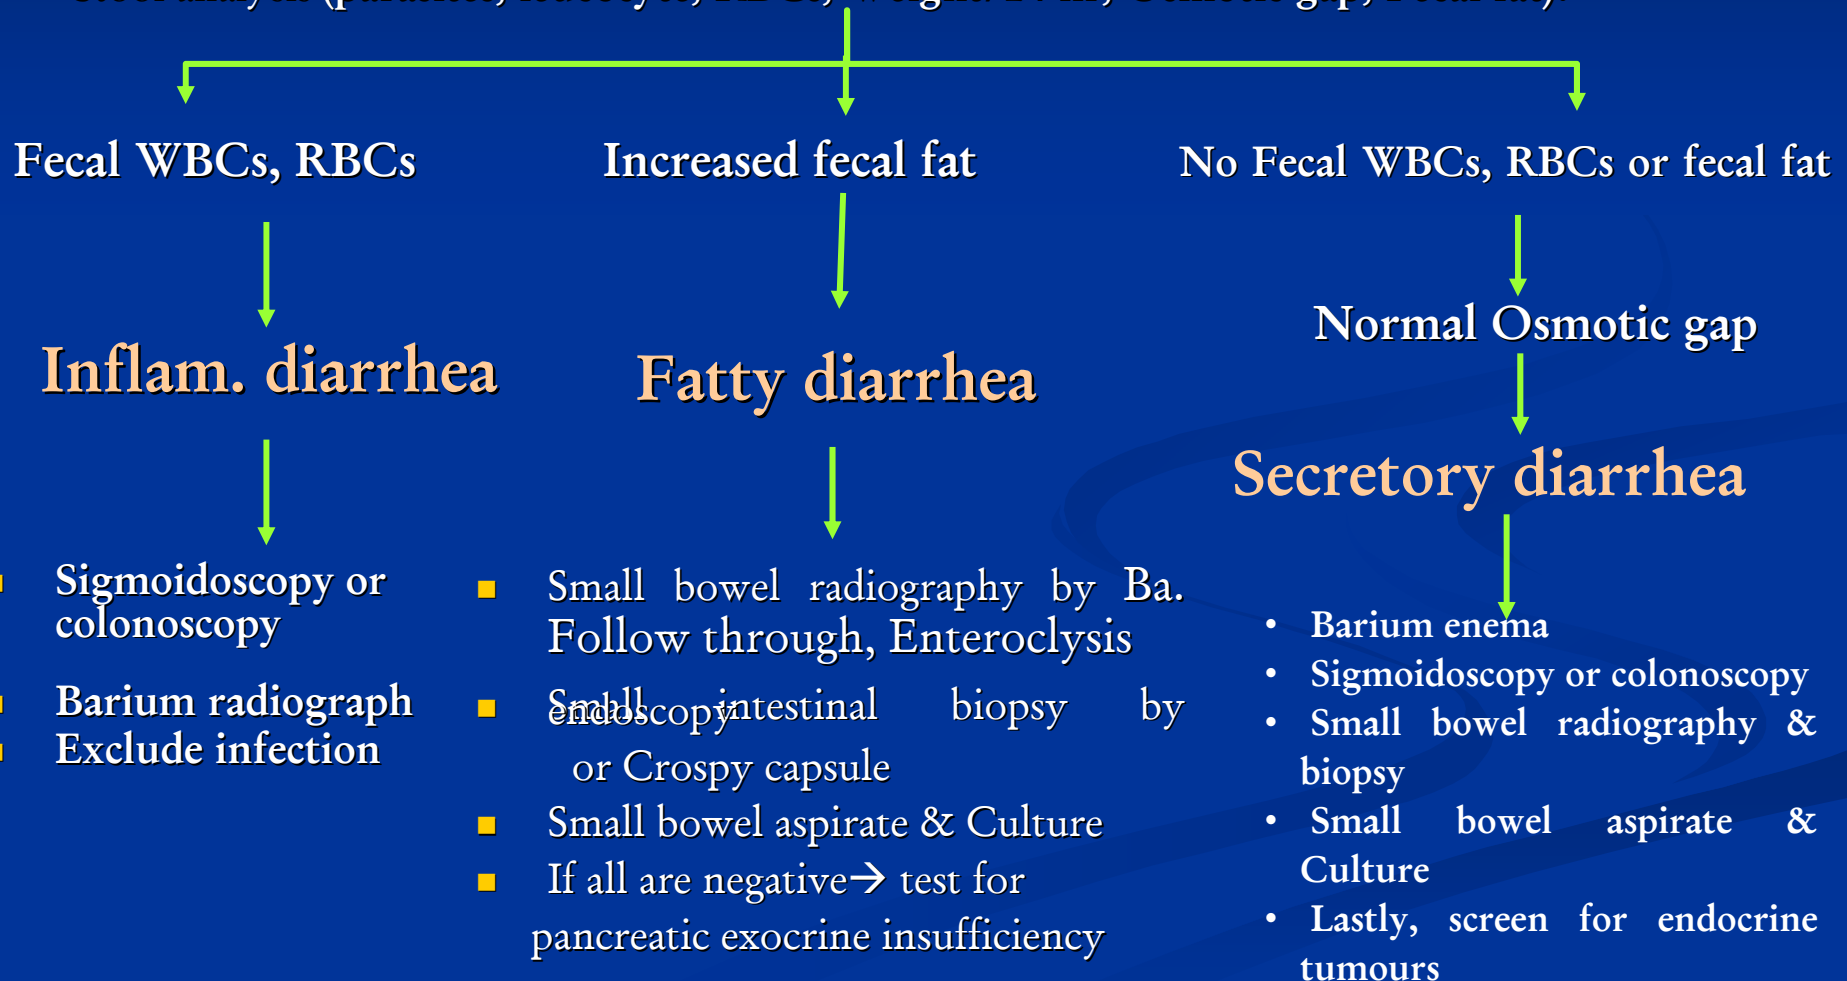 Fecal WBCs, RBCs
Increased fecal fat
No Fecal WBCs, RBCs or fecal fat
Normal Osmotic gap
Inflam. diarrhea
Fatty diarrhea
Secretory diarrhea
Sigmoidoscopy or
colonoscopy
Barium radiograph
Exclude infection
Small bowel radiography by Ba.
Follow through, Enteroclysis
Small intestinal biopsy by
endoscopy
or Crospy capsule
Small bowel aspirate & Culture
If all are negative→ test for
pancreatic exocrine insufficiency
• Barium enema
• Sigmoidoscopy or colonoscopy
• Small bowel radiography &
biopsy
• Small bowel aspirate &
Culture
• Lastly, screen for endocrine
tumours